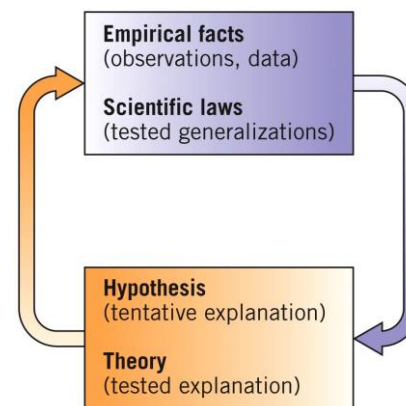 Empirical facts
(observations, data)
Scientific laws
(tested generalizations)
Hypothesis
(tentative explanation)
Theory
(tested explanation)